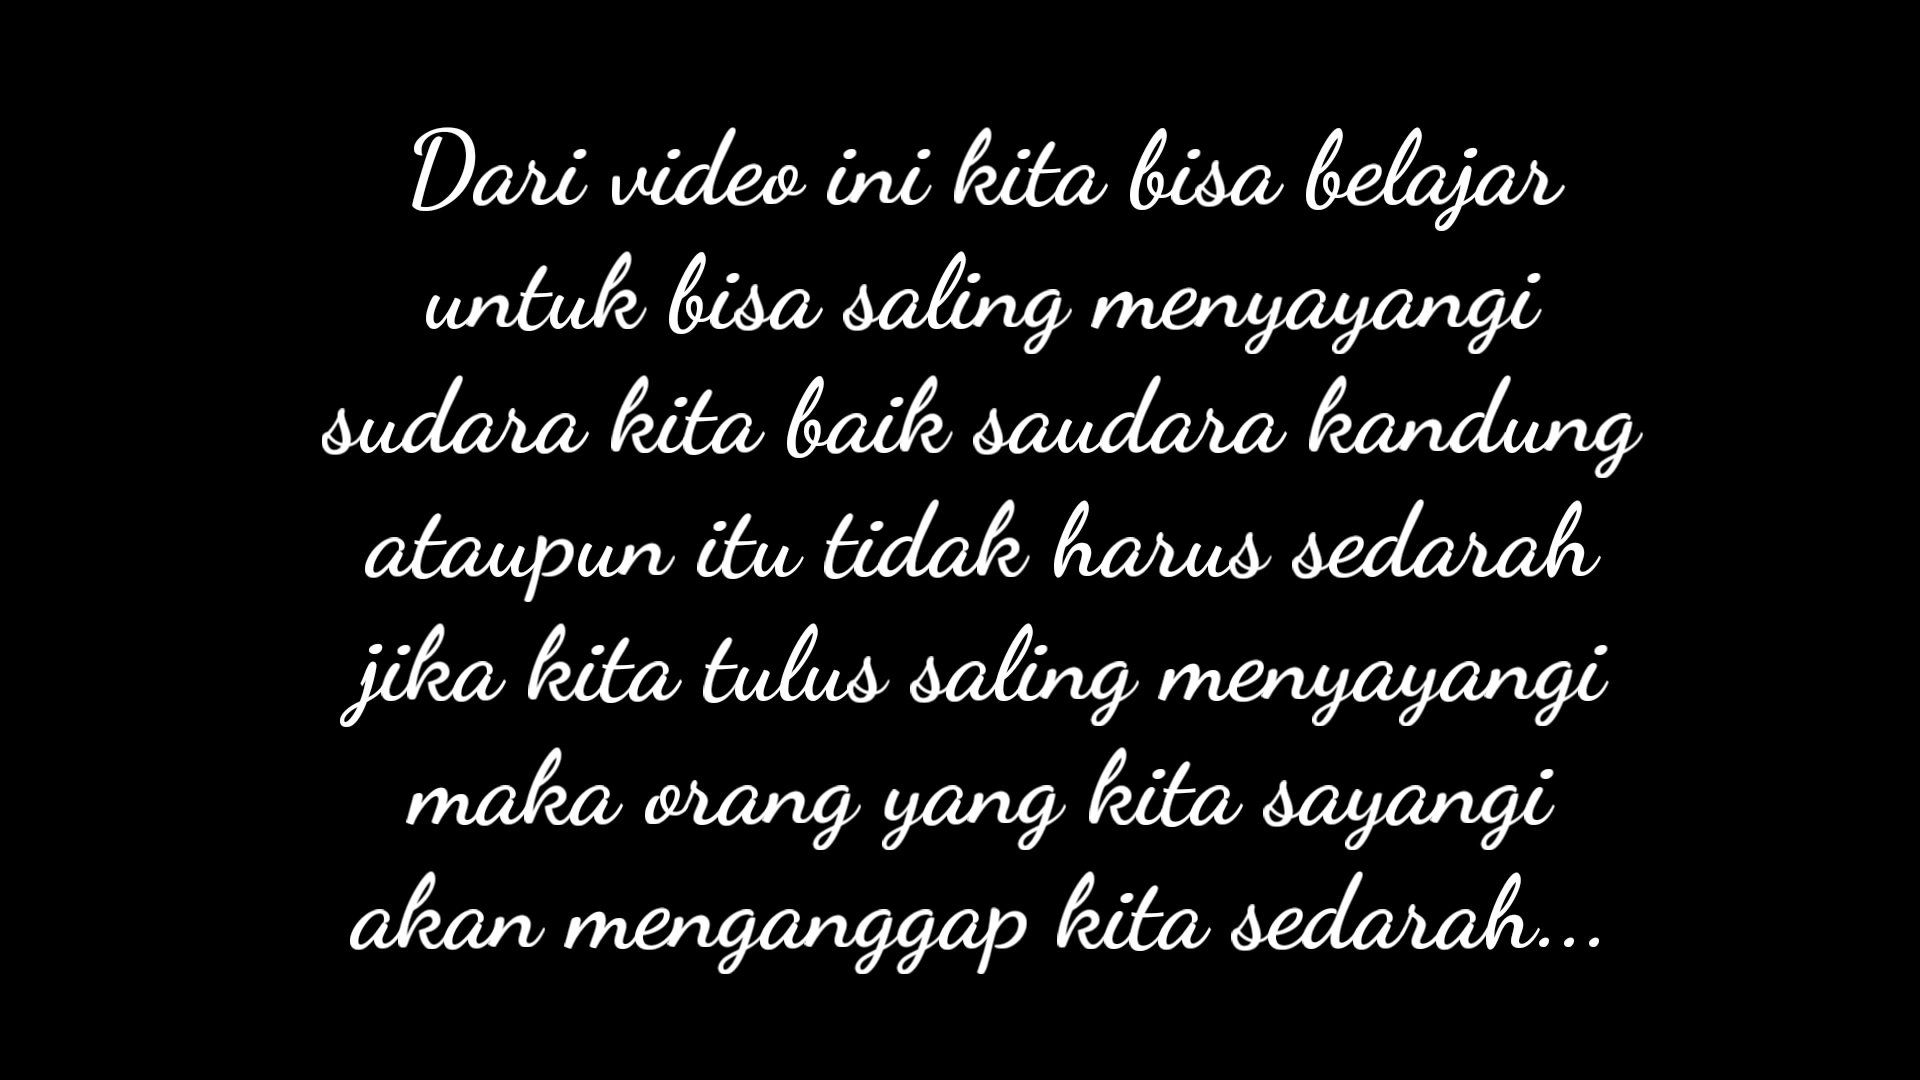 Dari video ini kita bisa belajar
untuk bisa saling menyayangi
sudara kita baik saudara kandung
ataupun itu tidak harus sedarah
jika kita tulus saling menyayangi
maka orang yang kita sayangi
akan menganggap kita sedarah...